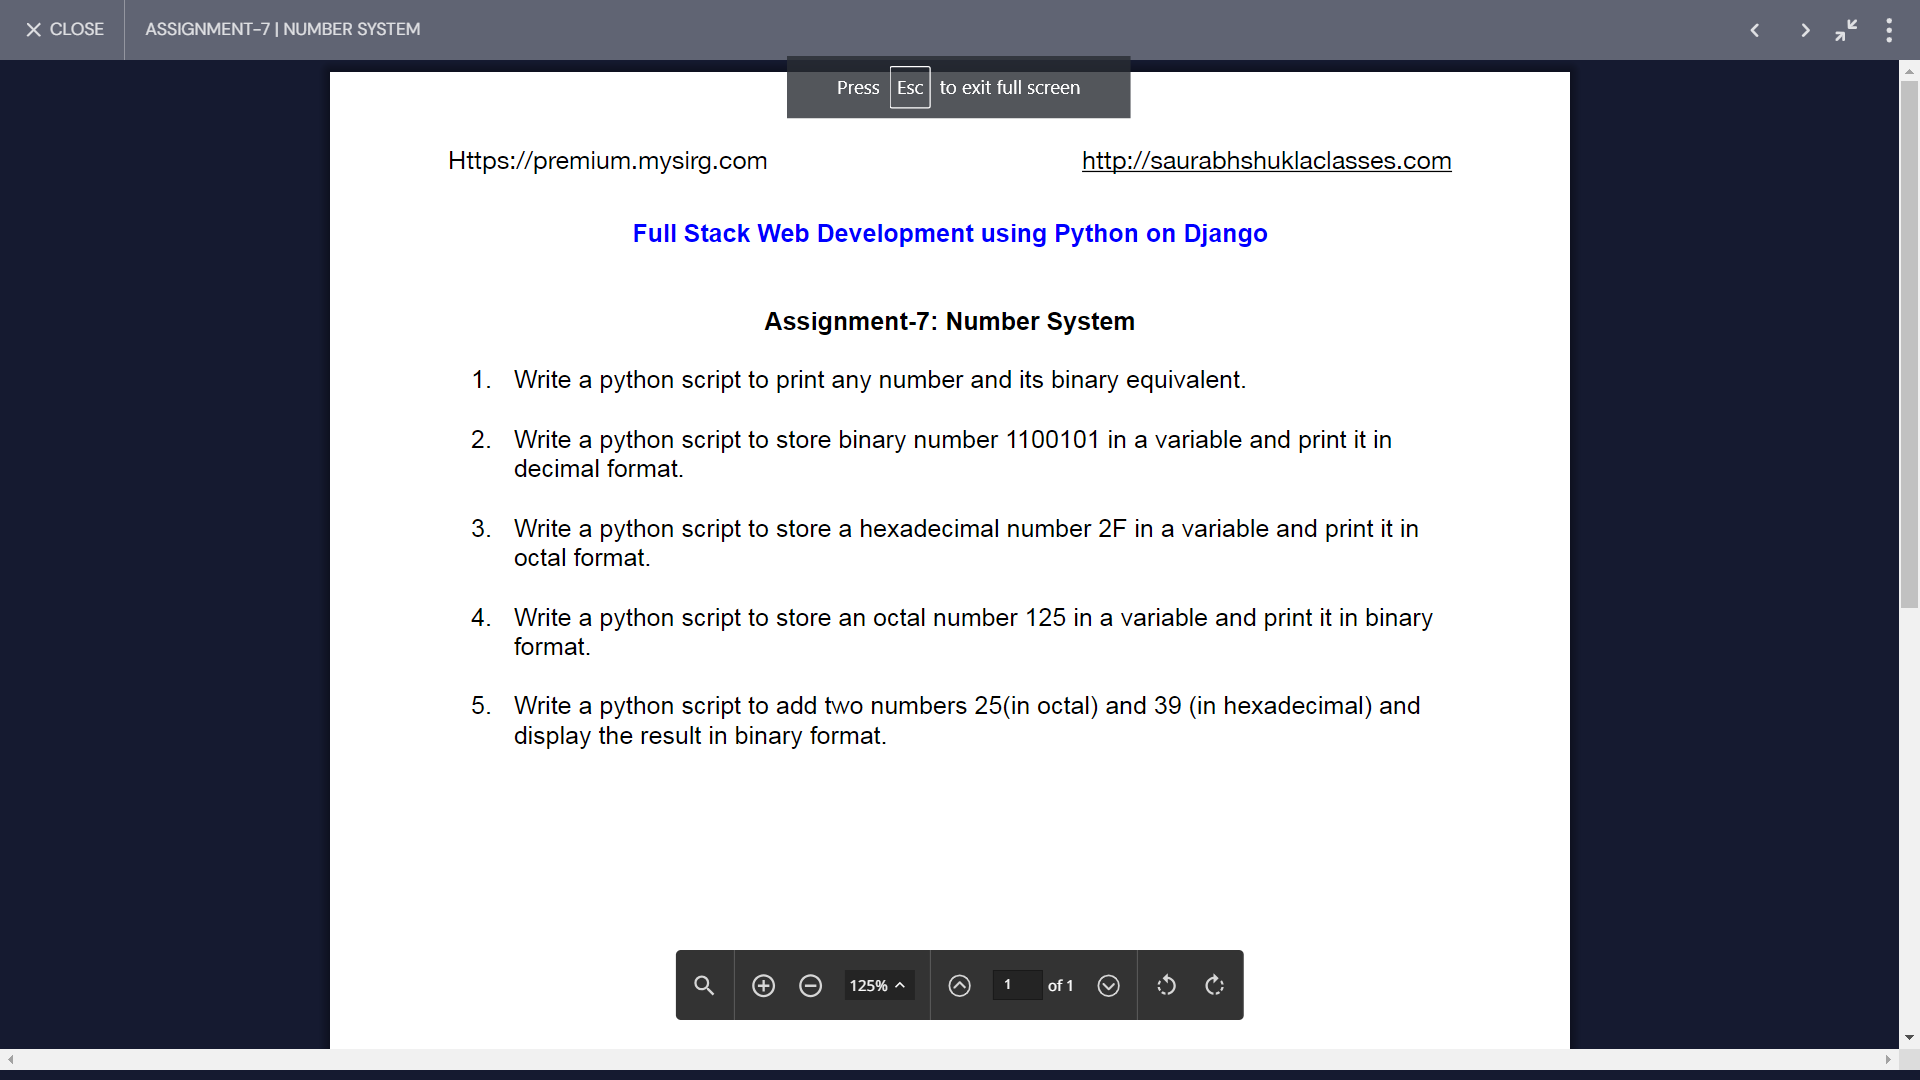 CLOSE
ASSIGNMENT-7 | NUMBER SYSTEM
Press Esc to exit full screen
Https://premium.mysirg.com
http://saurabhshuklaclasses.com
Full Stack Web Development using Python on Django
Assignment-7: Number System
1. Write a python script to print any number and its binary equivalent.
2. Write a python script to store binary number 1100101 in a variable and print it in
decimal format.
3. Write a python script to store a hexadecimal number 2F in a variable and print it in
octal format.
4. Write a python script to store an octal number 125 in a variable and print it in binary
format.
5. Write a python script to add two numbers 25(in octal) and 39 (in hexadecimal) and
display the result in binary format.
125%
1 of 1